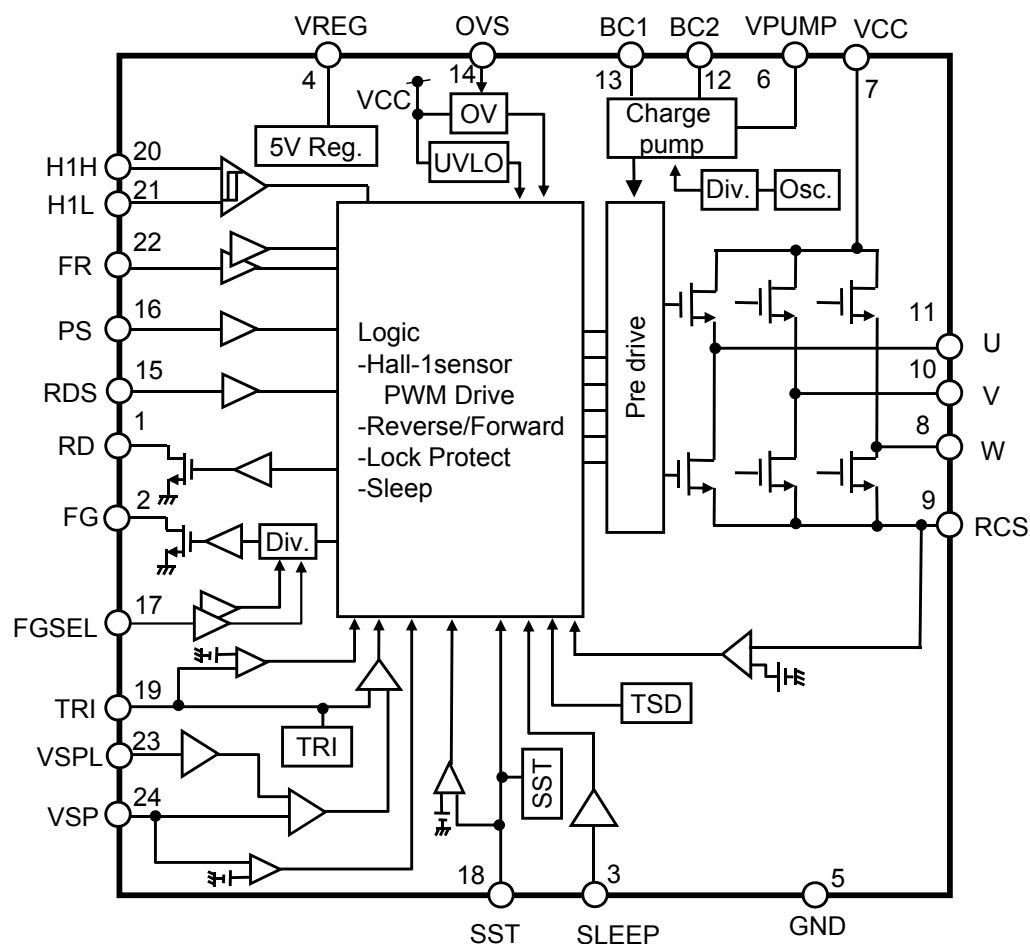 VREG
OVS
BC1
BC2
VPUMP
VCC
4
14
13
12
6
7
VCC
OV
UVLO
5V Reg.
Charge
pump
Div.
Osc.
H1H
20
H1L
21
FR
22
PS
16
RDS
15
RD
1
FG
2
Div.
FGSEL
17
TRI
19
TRI
VSPL
23
VSP
24
Logic
-Hall-1sensor
PWM Drive
-Reverse/Forward
-Lock Protect
-Sleep
Pre drive
11
U
10
V
8
W
9
RCS
TSD
SST
18
SST
3
SLEEP
5
GND